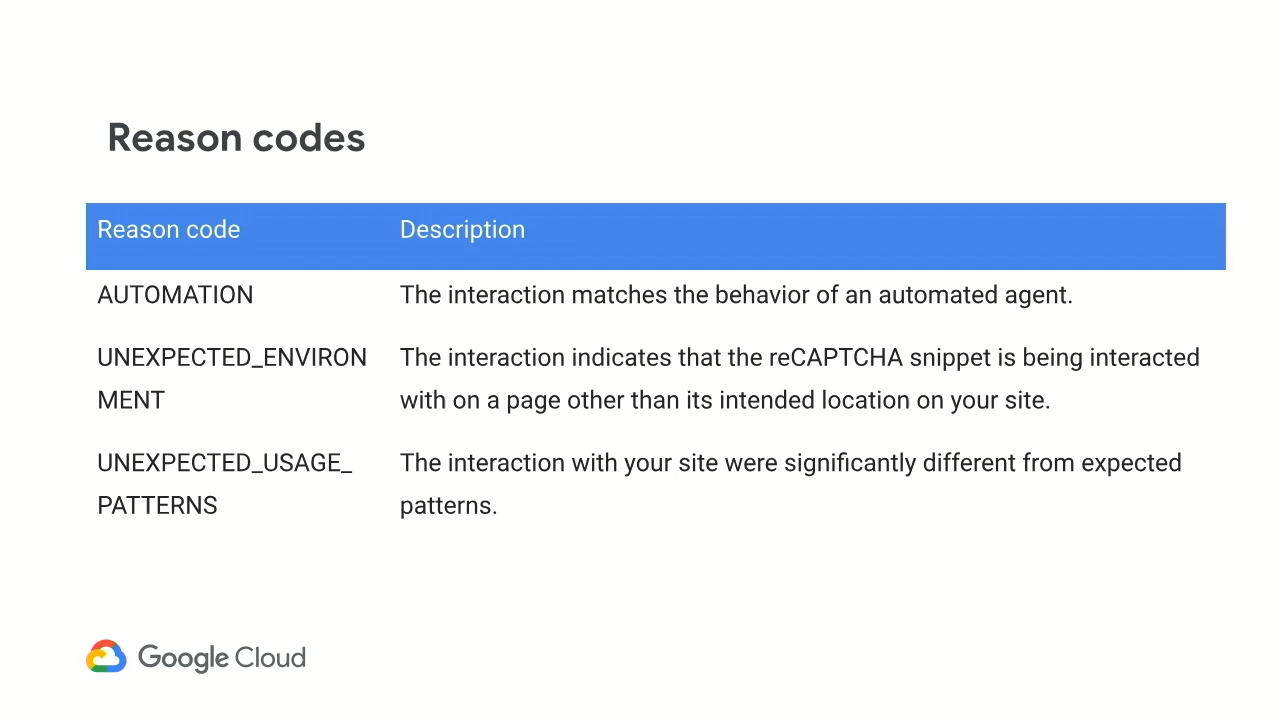 Reason codes
Reason code Description
AUTOMATION The interaction matches the behavior of an automated agent.
UNEXPECTED_ENVIRON The interaction indicates that the reCAPTCHA snippet is being interacted
MENT with on a page other than its intended location on your site.
UNEXPECTED_USAGE_ The interaction with your site were significantly different from expected
PATTERNS patterns.
Google Cloud